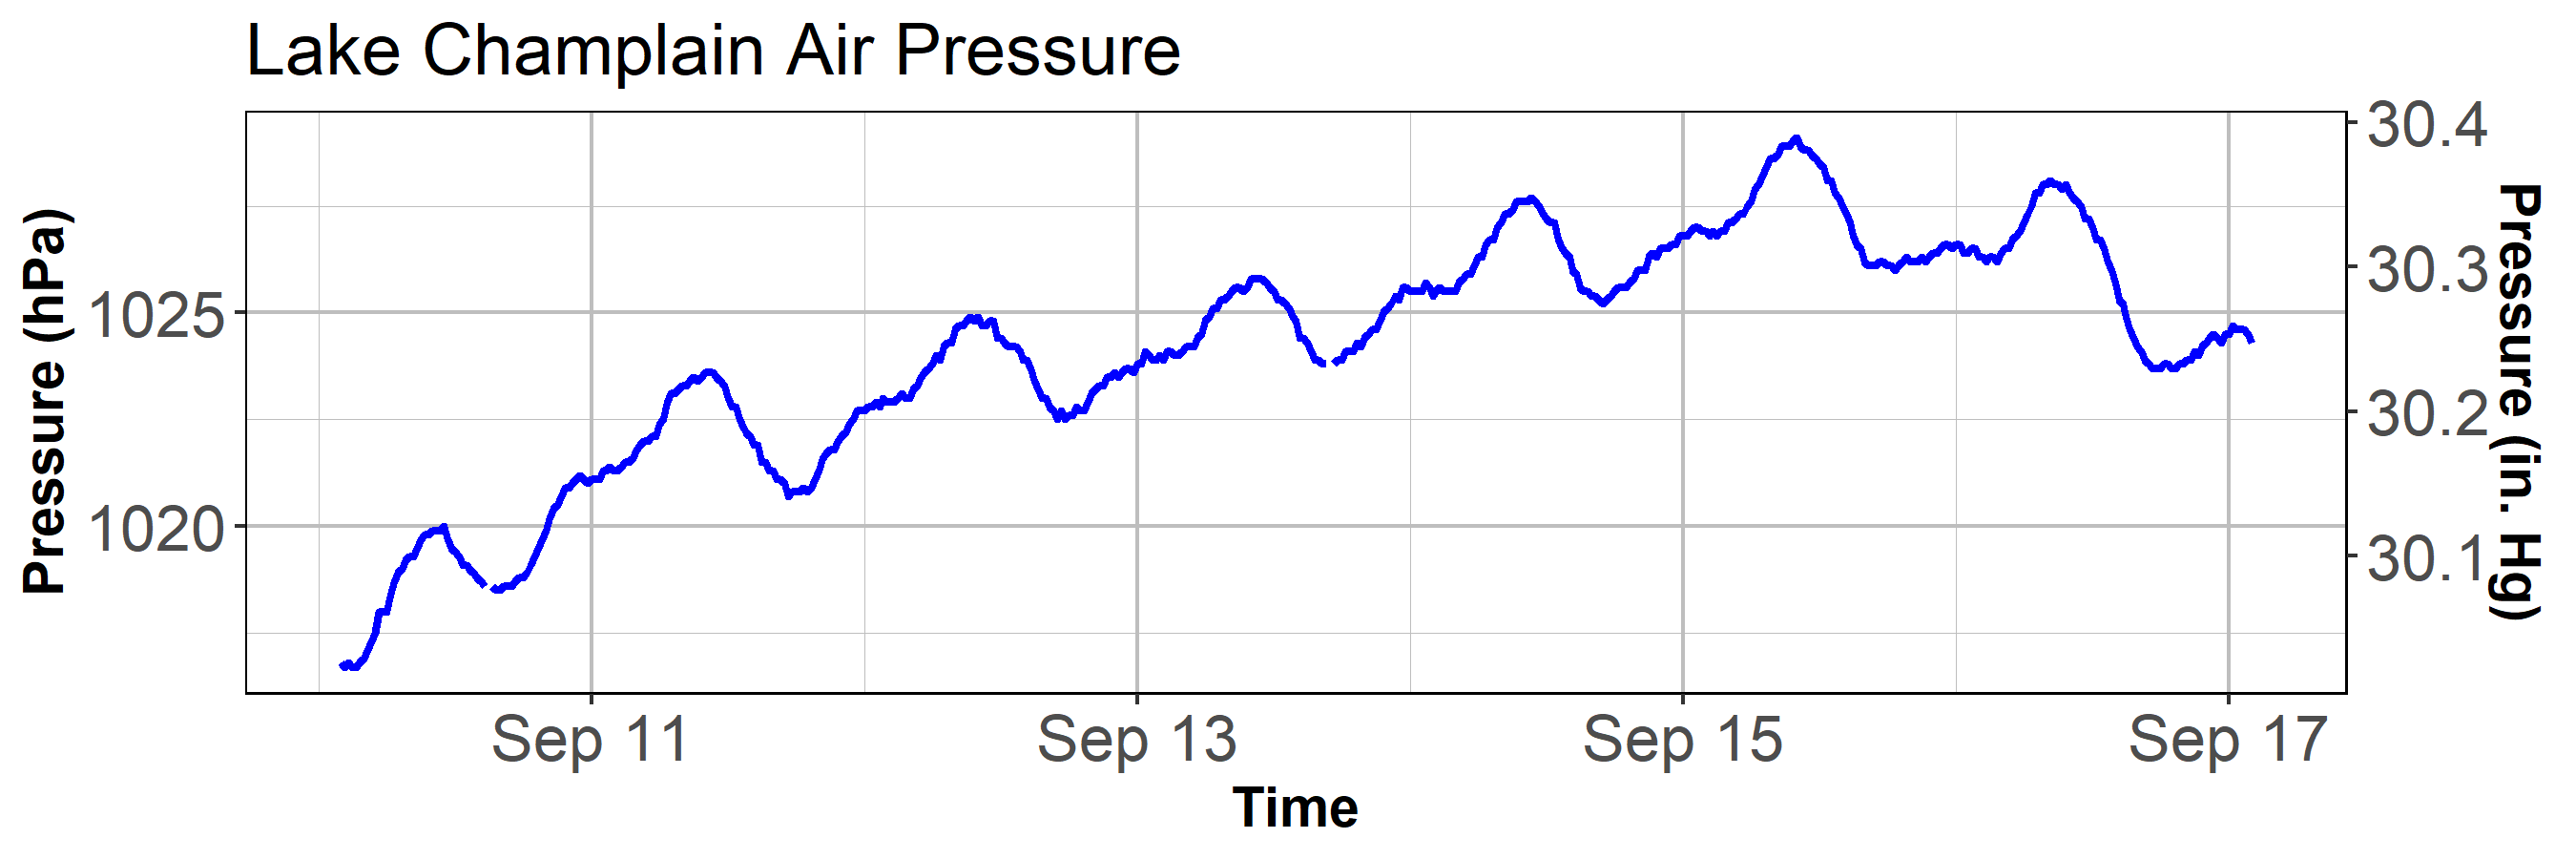 Lake Champlain Air Pressure
Pressure (hPa)
1025
1020
30.4
30.3
30.2
30.1
Pressure (in. Hg)
Sep 11
Sep 13
Sep 15
Sep 17
Time